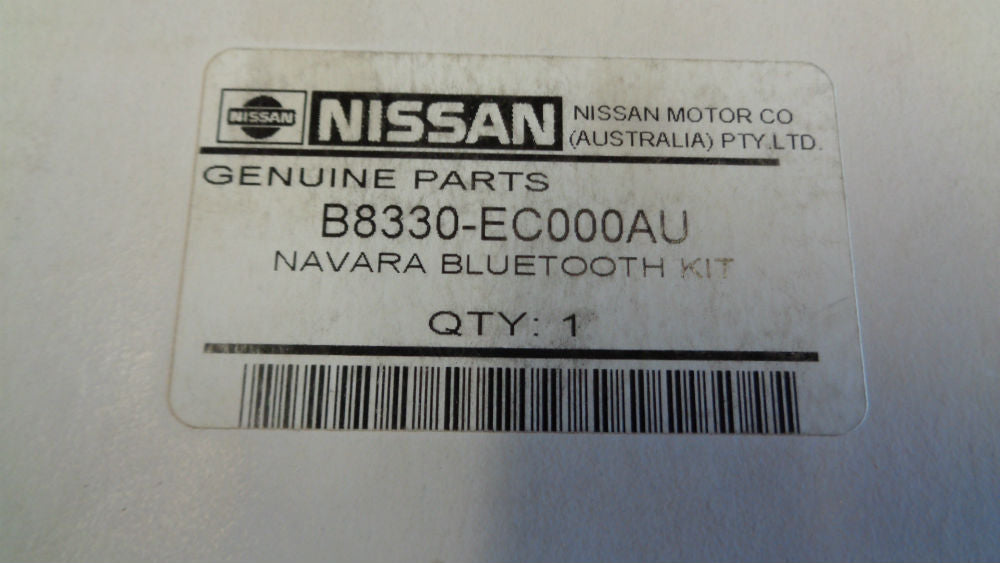 NISSAN NISSAN NISSAN MOTOR CO
(AUSTRALIA) PTY.LTD.
GENUINE PARTS
B8330-EC000AU
NAVARA BLUETOOTH KIT
QTY: 1